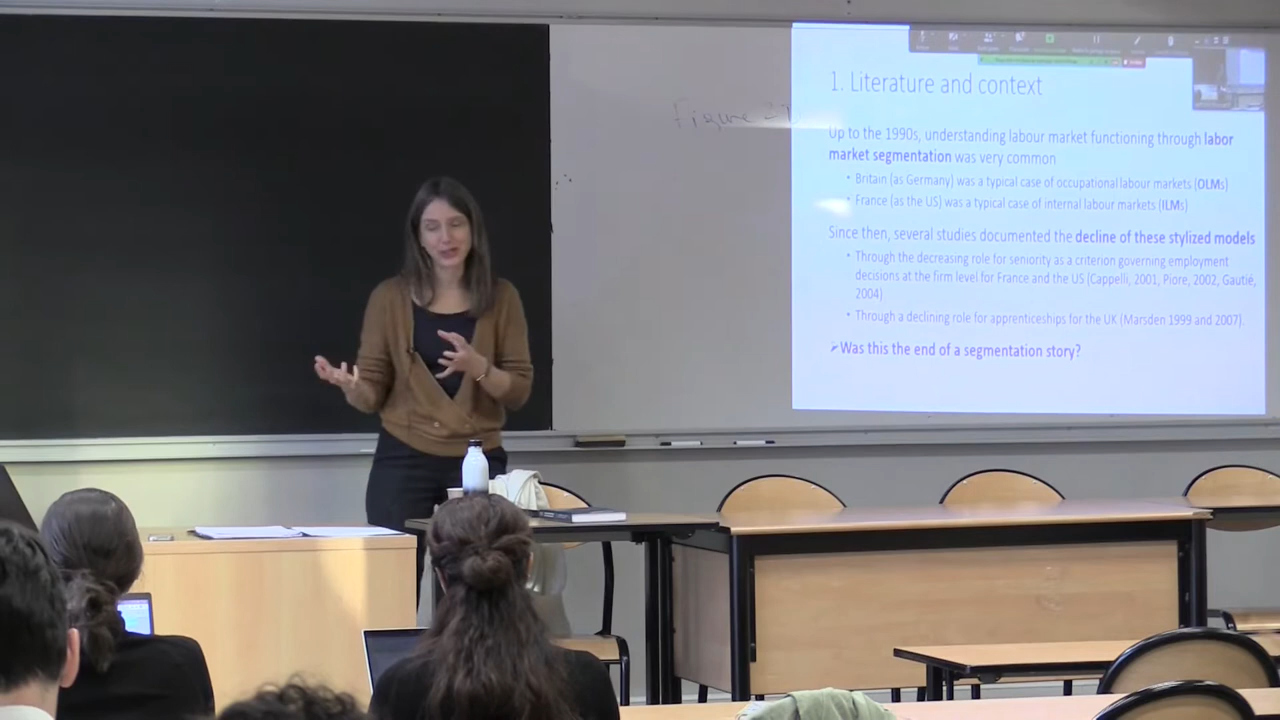 1. Literature and context
Figure
Up to the 1990s, understanding labour market functioning through labor
market segmentation was very common
• Britain (as Germany) was a typical case of occupational labour markets (OLMs)
• France (as the US) was a typical case of internal labour markets (ILMs)
Since then, several studies documented the decline of these stylized models
• Through the decreasing role for seniority as a criterion governing employment
decisions at the firm level for France and the US (Cappelli, 2001, Piore, 2002, Gautié,
2004)
• Through a declining role for apprenticeships for the UK (Marsden 1999 and 2007).
➢Was this the end of a segmentation story?